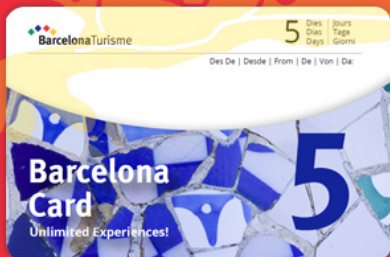 BarcelonaTurisme
5 Dies | Jours
Dias | Tage
Days | Giorni
Des De | Desde | From | De | Von | Da:
Barcelona
Card
5
Unlimited Experiences!